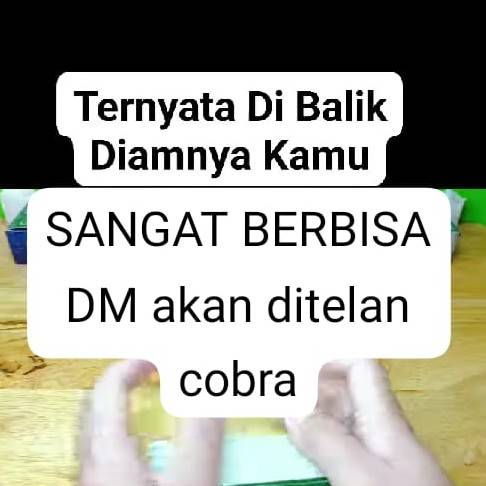 Ternyata Di Balik
Diamnya Kamu
SANGAT BERBISA
DM akan ditelan
cobra